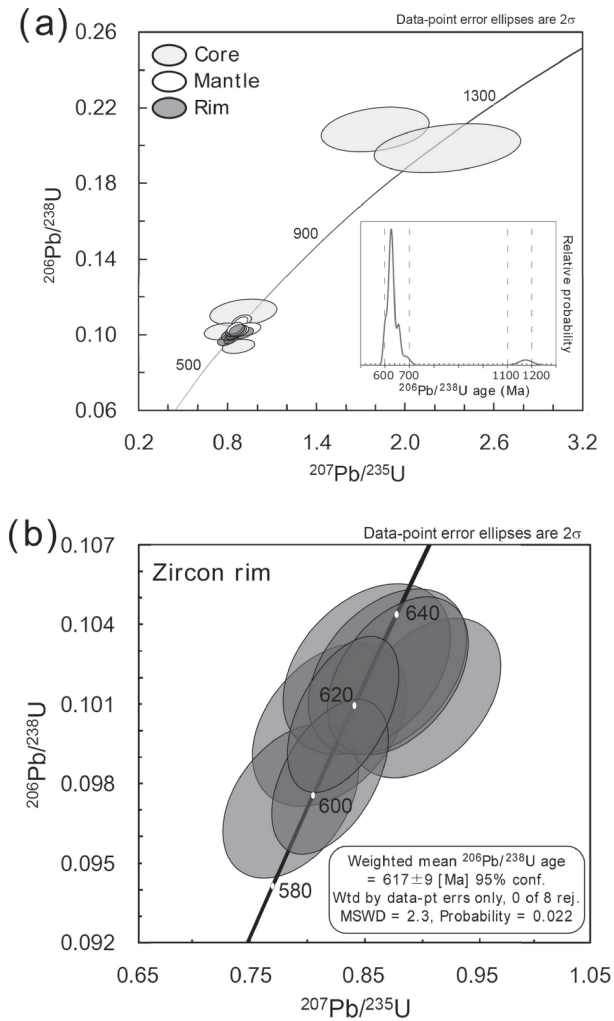 (a)
Data-point error ellipses are 2σ
0.26
0.22
0.18
0.14
0.10
0.06
²⁰⁶Pb/²³⁸U
Core
Mantle
Rim
1300
900
500
Relative probability
600 700 1100 1200
²⁰⁶Pb/²³⁸U age (Ma)
0.2 0.8 1.4 2.0 2.6 3.2
²⁰⁷Pb/²³⁵U
(b)
Data-point error ellipses are 2σ
0.107
0.104
0.101
0.098
0.095
0.092
²⁰⁶Pb/²³⁸U
Zircon rim
640
620
600
580
Weighted mean ²⁰⁶Pb/²³⁸U age
= 617±9 [Ma] 95% conf.
Wtd by data-pt errs only, 0 of 8 rej.
MSWD = 2.3, Probability = 0.022
0.65 0.75 0.85 0.95 1.05
²⁰⁷Pb/²³⁵U